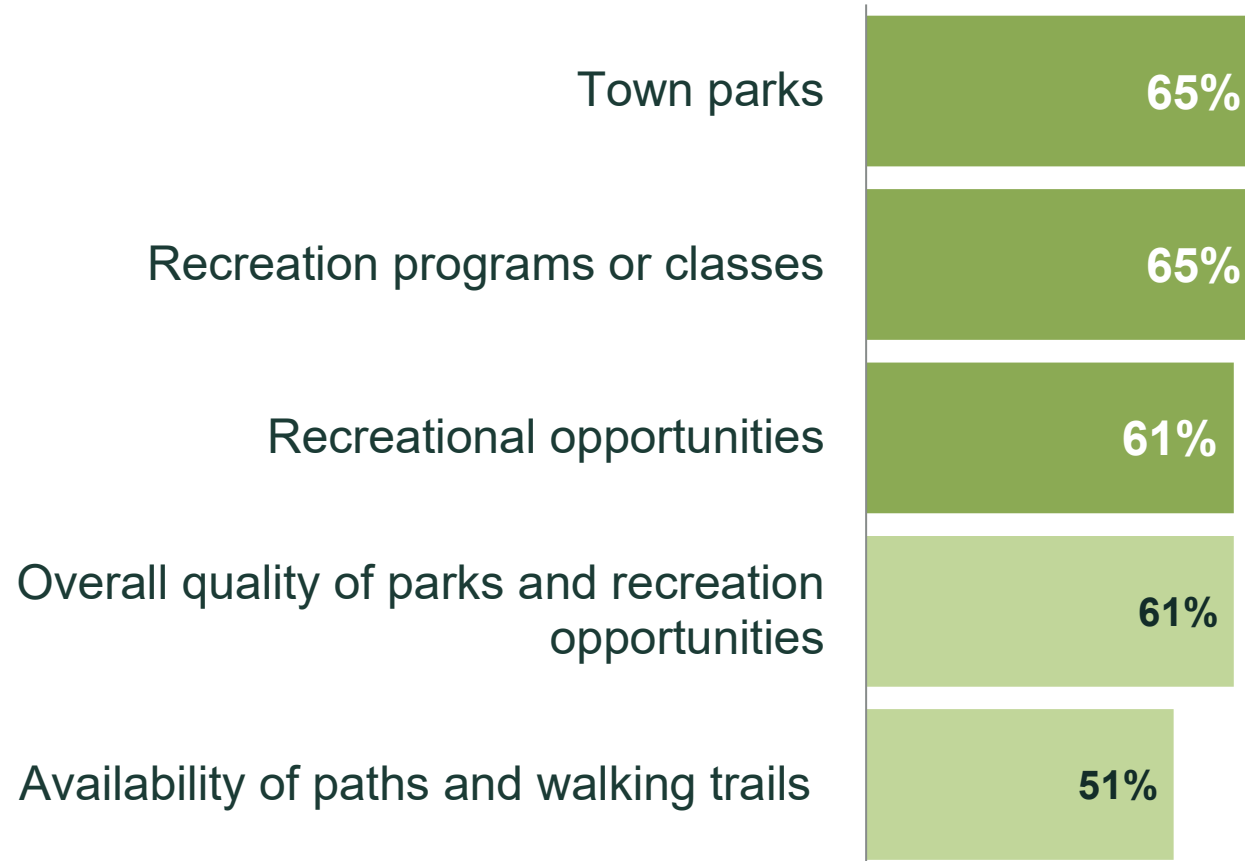 Town parks 65%
Recreation programs or classes 65%
Recreational opportunities 61%
Overall quality of parks and recreation
opportunities 61%
Availability of paths and walking trails 51%